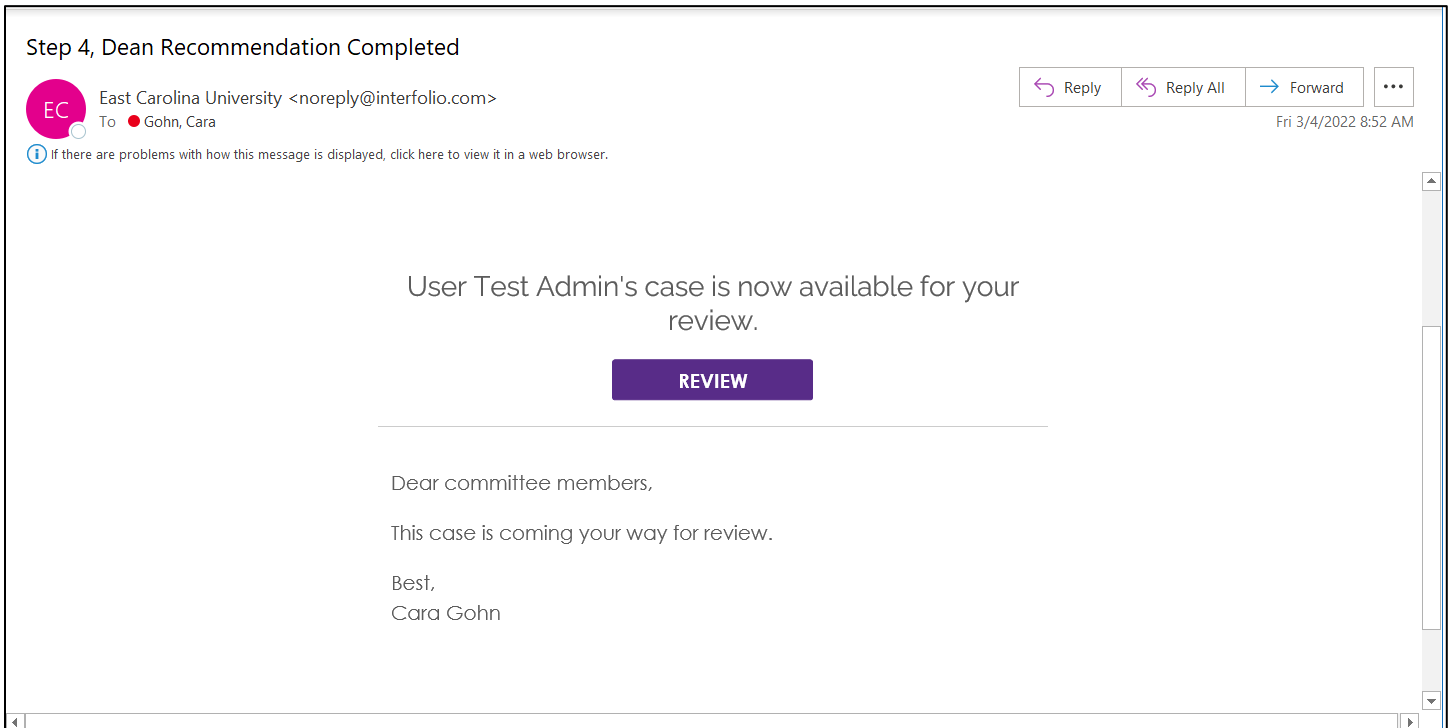 Step 4, Dean Recommendation Completed
EC
East Carolina University <noreply@interfolio.com>
To Gohn, Cara
Reply
Reply All
Forward
Fri 3/4/2022 8:52 AM
If there are problems with how this message is displayed, click here to view it in a web browser.
User Test Admin's case is now available for your
review.
REVIEW
Dear committee members,
This case is coming your way for review.
Best,
Cara Gohn